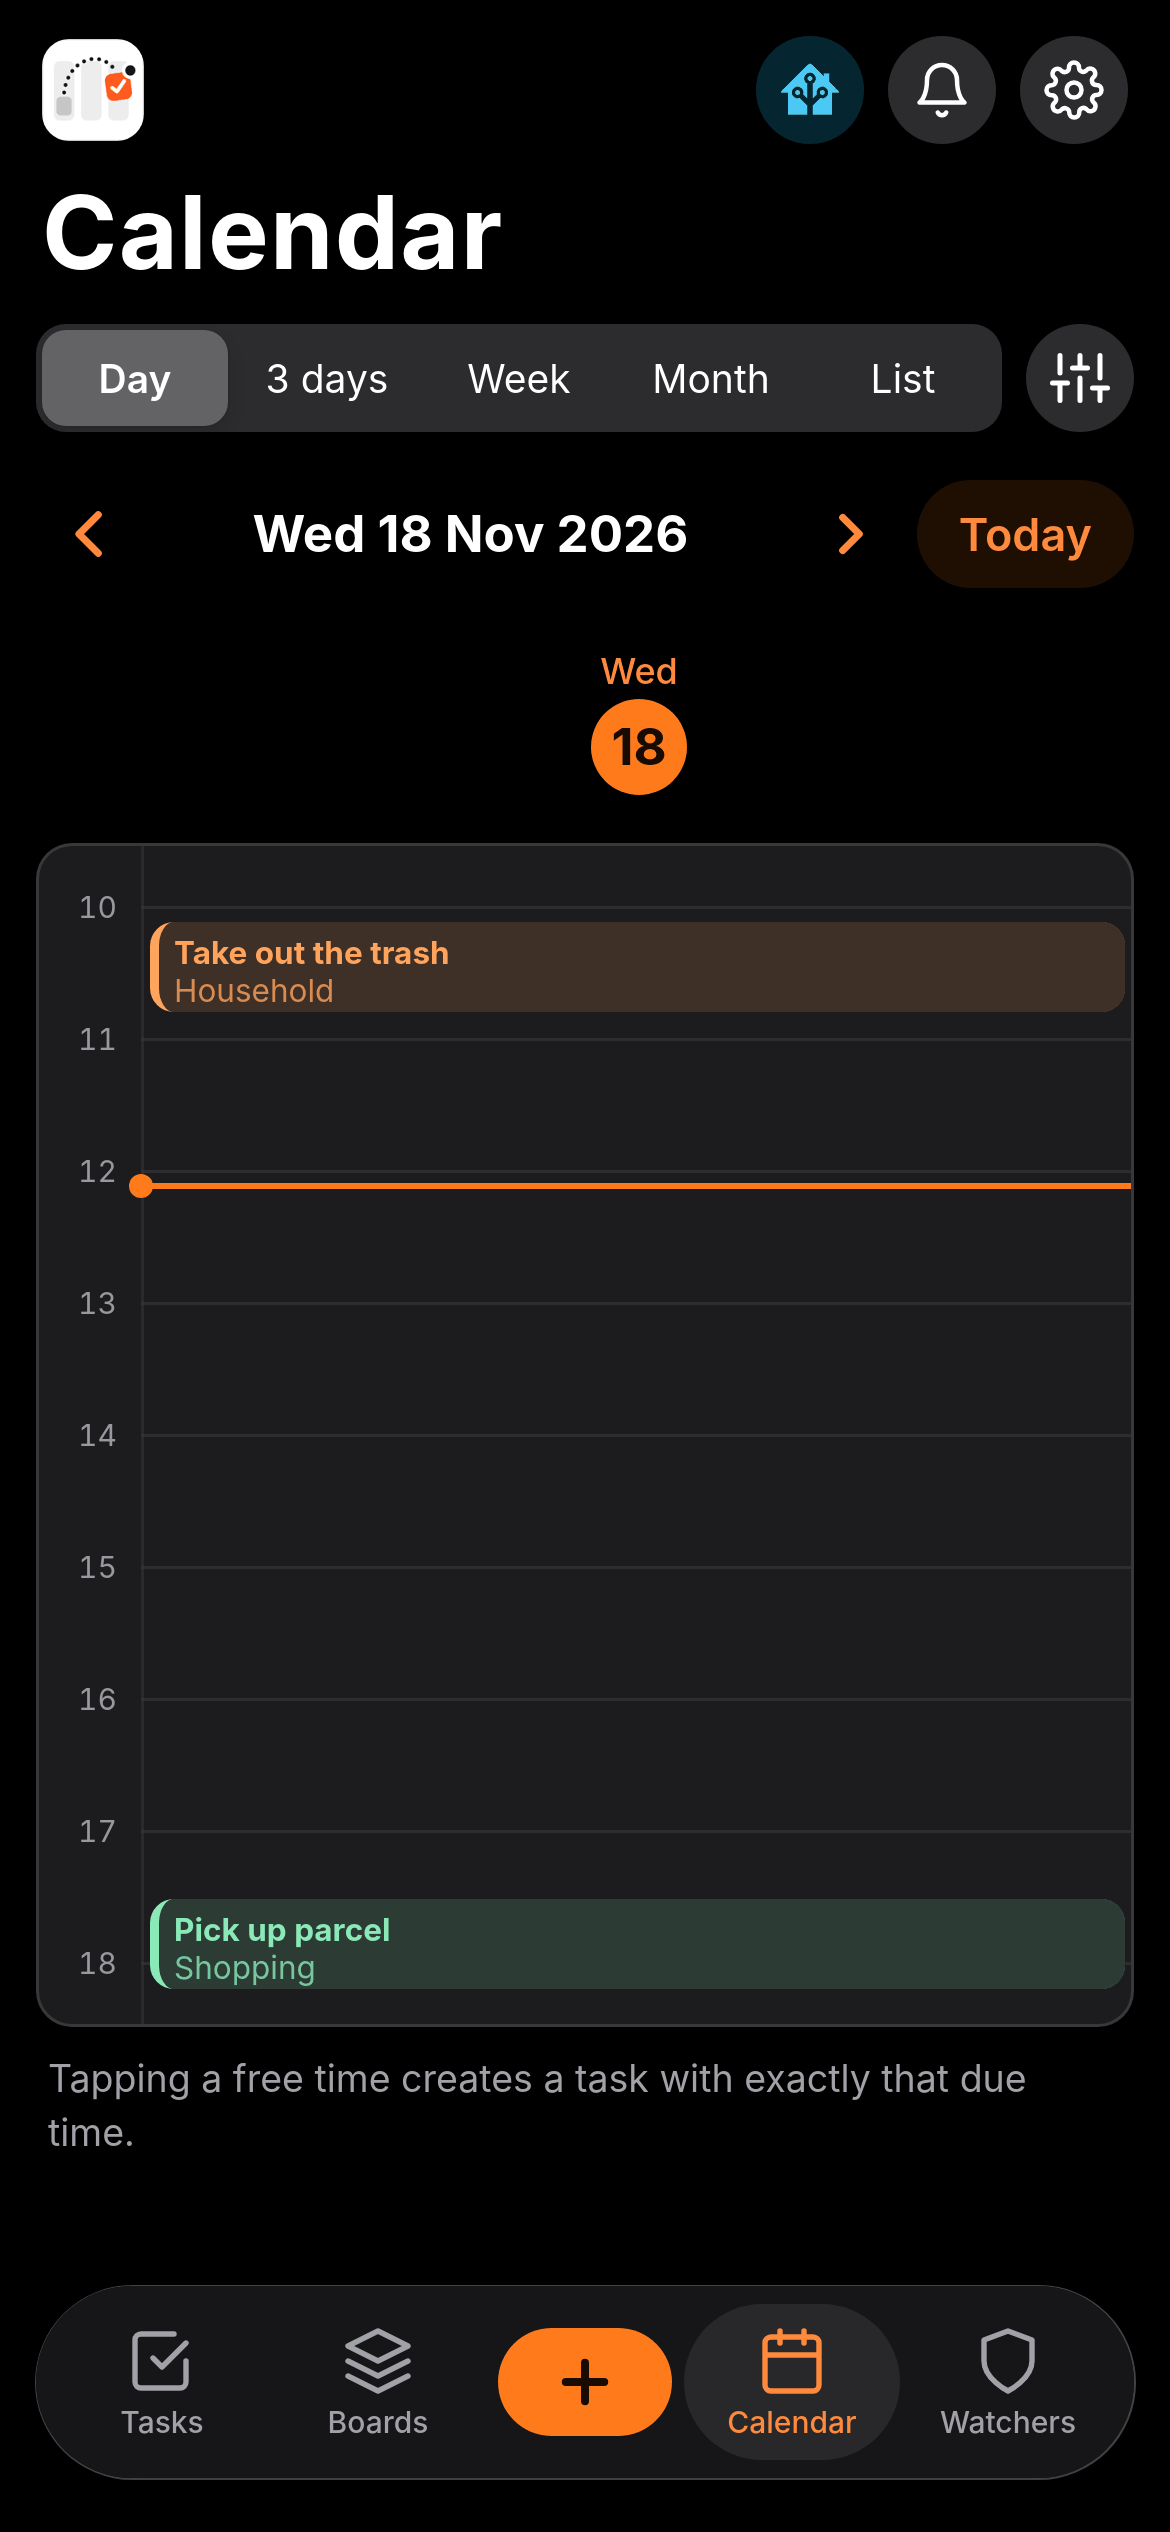 Calendar
Day
3 days
Week
Month
List
Wed 18 Nov 2026
Today
Wed
18
10
Take out the trash
Household
11
12
13
14
15
16
17
Pick up parcel
18
Shopping
Tapping a free time creates a task with exactly that due
time.
Tasks
Boards
Calendar
Watchers